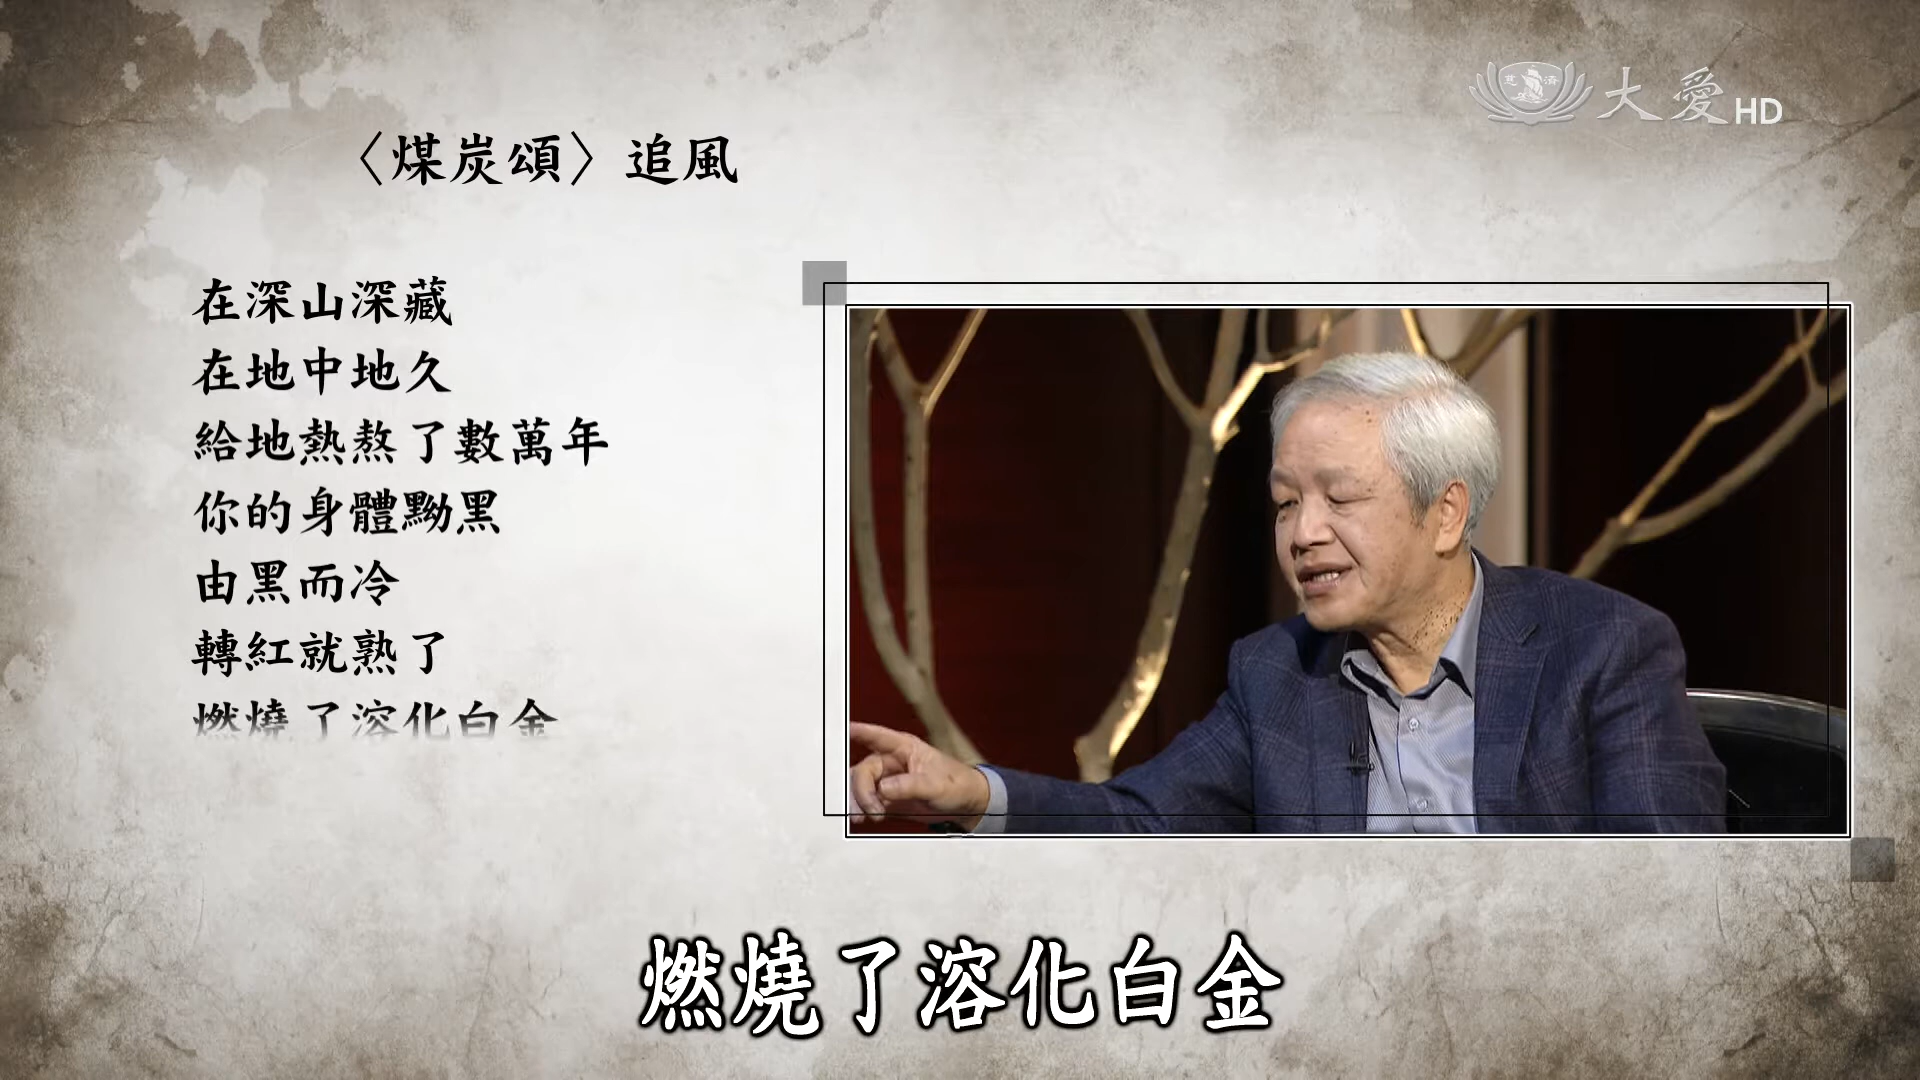 慈濟
大愛HD
〈煤炭頌〉追風
在深山深藏
在地中地久
給地熱熬了數萬年
你的身體黝黑
由黑而冷
轉紅就熟了
燃燒了溶化白金
燃燒了溶化白金